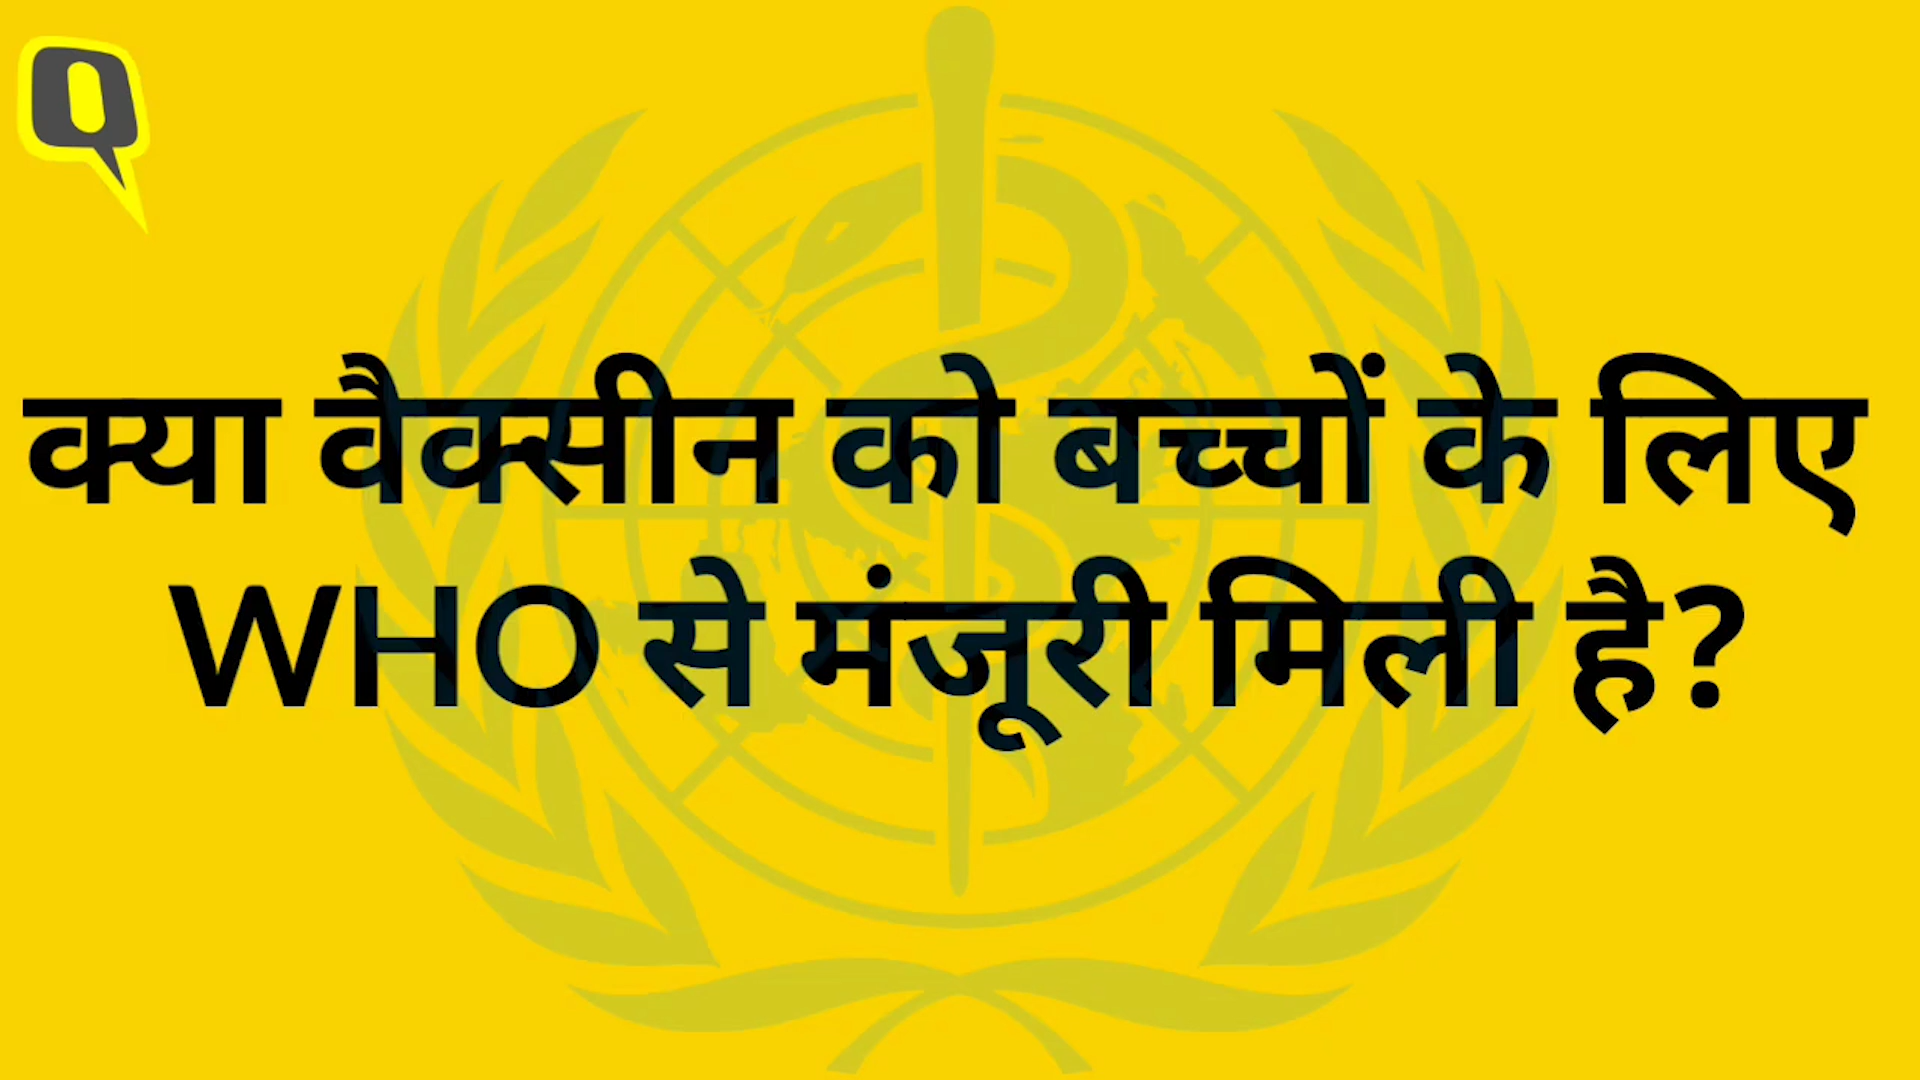 Q
क्या वैक्सीन को बच्चों के लिए
WHO से मंजूरी मिली है?